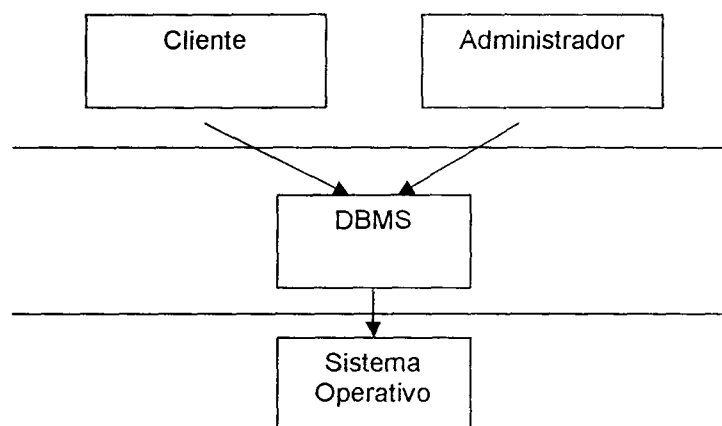 Cliente
Administrador
DBMS
Sistema
Operativo